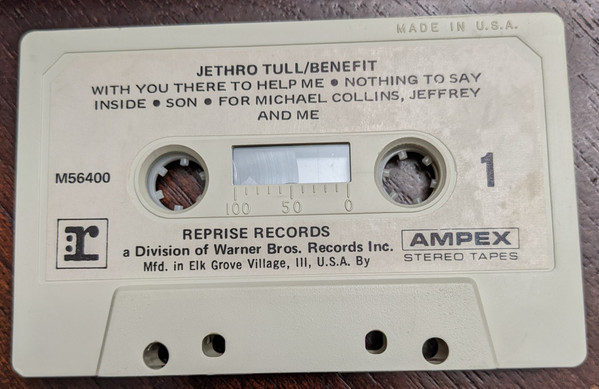 MADE IN U.S.A.
JETHRO TULL/BENEFIT
WITH YOU THERE TO HELP ME • NOTHING TO SAY
INSIDE • SON • FOR MICHAEL COLLINS, JEFFREY
AND ME
M56400
1
100 50 0
REPRISE RECORDS
a Division of Warner Bros. Records Inc.
Mfd. in Elk Grove Village, Ill, U.S.A. By
:r
AMPEX
STEREO TAPES